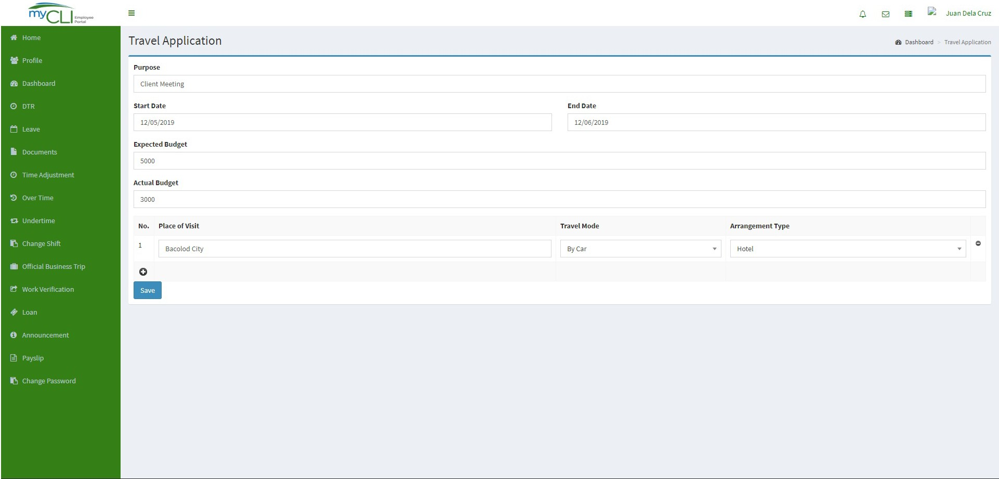 myCLI Employee Portal
Juan Dela Cruz
Home
Profile
Dashboard
DTR
Leave
Documents
Time Adjustment
Over Time
Undertime
Change Shift
Official Business Trip
Work Verification
Loan
Announcement
Payslip
Change Password
Travel Application
Dashboard > Travel Application
Purpose
Client Meeting
Start Date End Date
12/05/2019 12/06/2019
Expected Budget
5000
Actual Budget
3000
No. Place of Visit Travel Mode Arrangement Type
1 Bacolod City By Car Hotel
Save